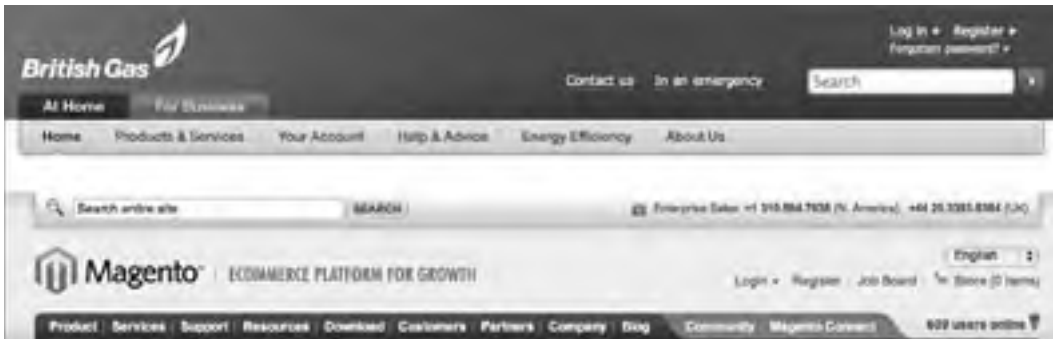 Log in Register
Forgotten password?
British Gas
Contact us In an emergency Search
At Home For Business
Home Products & Services Your Account Help & Advice Energy Efficiency About Us
Search entire site SEARCH Enterprise Sales: (N. America), (UK)
English
Magento ECOMMERCE PLATFORM FOR GROWTH
Login Register Job Board Store (0 items)
Product Services Support Resources Download Customers Partners Company Blog Community Magento Connect users online